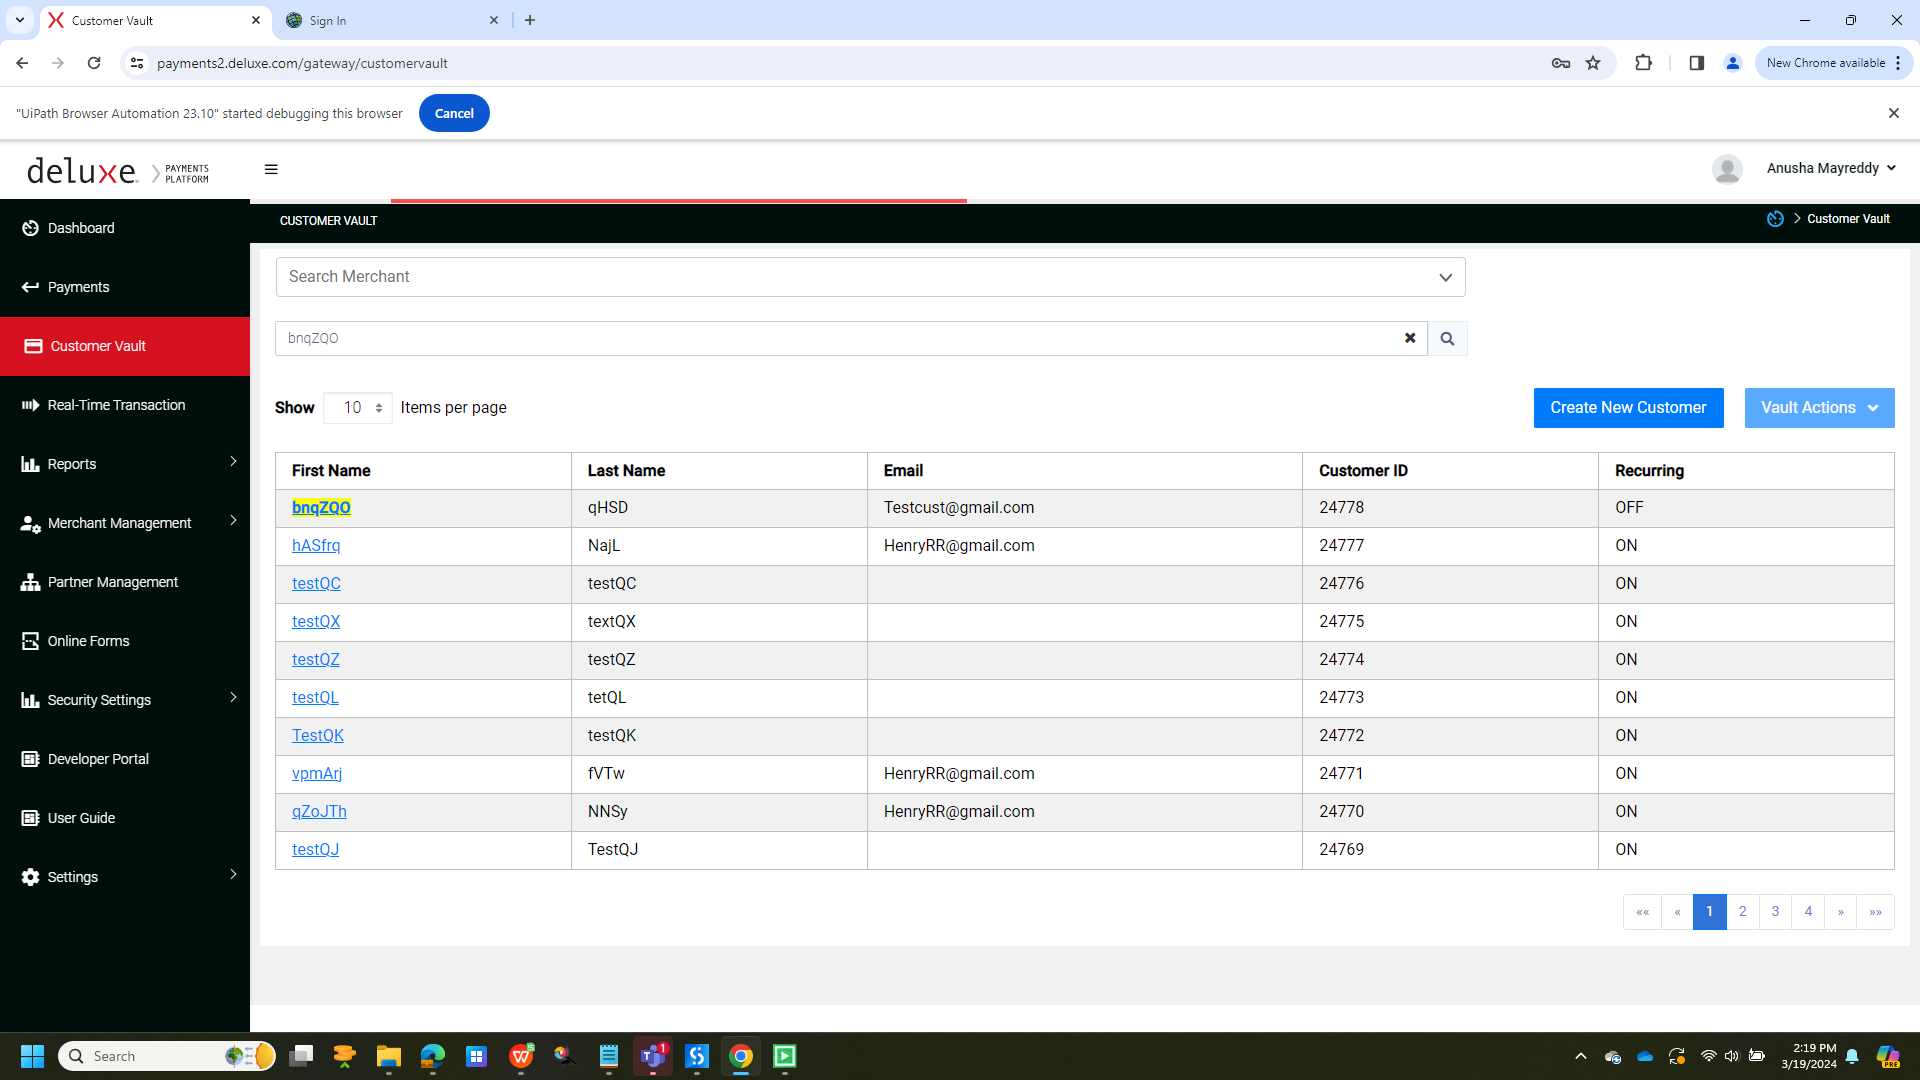 Customer Vault
Sign In
payments2.deluxe.com/gateway/customervault
New Chrome available
"UiPath Browser Automation 23.10" started debugging this browser
Cancel
deluxe. PAYMENTS
PLATFORM
Anusha Mayreddy
CUSTOMER VAULT
Customer Vault
Dashboard
Payments
Customer Vault
Real-Time Transaction
Reports
Merchant Management
Partner Management
Online Forms
Security Settings
Developer Portal
User Guide
Settings
Search Merchant
bnqZQO
Show 10 Items per page
Create New Customer
Vault Actions
First Name Last Name Email Customer ID Recurring
bnqZQO qHSD Testcust@gmail.com 24778 OFF
hASfrq NajL HenryRR@gmail.com 24777 ON
testQC testQC 24776 ON
testQX textQX 24775 ON
testQZ testQZ 24774 ON
testQL tetQL 24773 ON
TestQK testQK 24772 ON
vpmArj fVTw HenryRR@gmail.com 24771 ON
qZoJTh NNSy HenryRR@gmail.com 24770 ON
testQJ TestQJ 24769 ON
«« « 1 2 3 4 » »»
Search
1
2:19 PM
3/19/2024
PRE